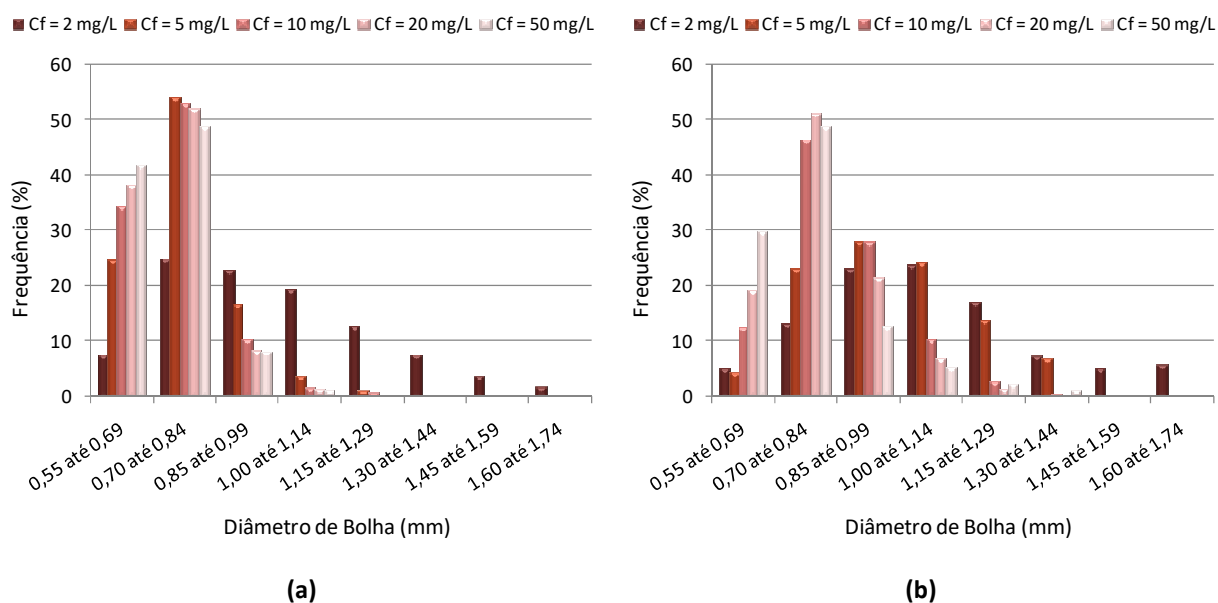 Cf = 2 mg/L Cf = 5 mg/L Cf = 10 mg/L Cf = 20 mg/L Cf = 50 mg/L
60
50
40
30
20
10
0
Frequência (%)
0,55 até 0,69
0,70 até 0,84
0,85 até 0,99
1,00 até 1,14
1,15 até 1,29
1,30 até 1,44
1,45 até 1,59
1,60 até 1,74
Diâmetro de Bolha (mm)
(a)
Cf = 2 mg/L Cf = 5 mg/L Cf = 10 mg/L Cf = 20 mg/L Cf = 50 mg/L
60
50
40
30
20
10
0
Frequência (%)
0,55 até 0,69
0,70 até 0,84
0,85 até 0,99
1,00 até 1,14
1,15 até 1,29
1,30 até 1,44
1,45 até 1,59
1,60 até 1,74
Diâmetro de Bolha (mm)
(b)